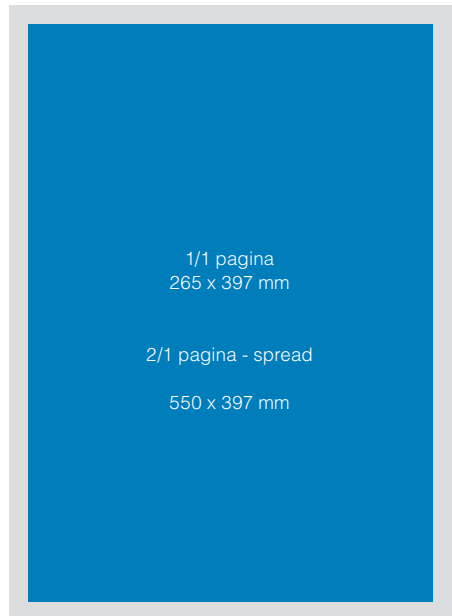 1/1 pagina
265 x 397 mm
2/1 pagina - spread
550 x 397 mm